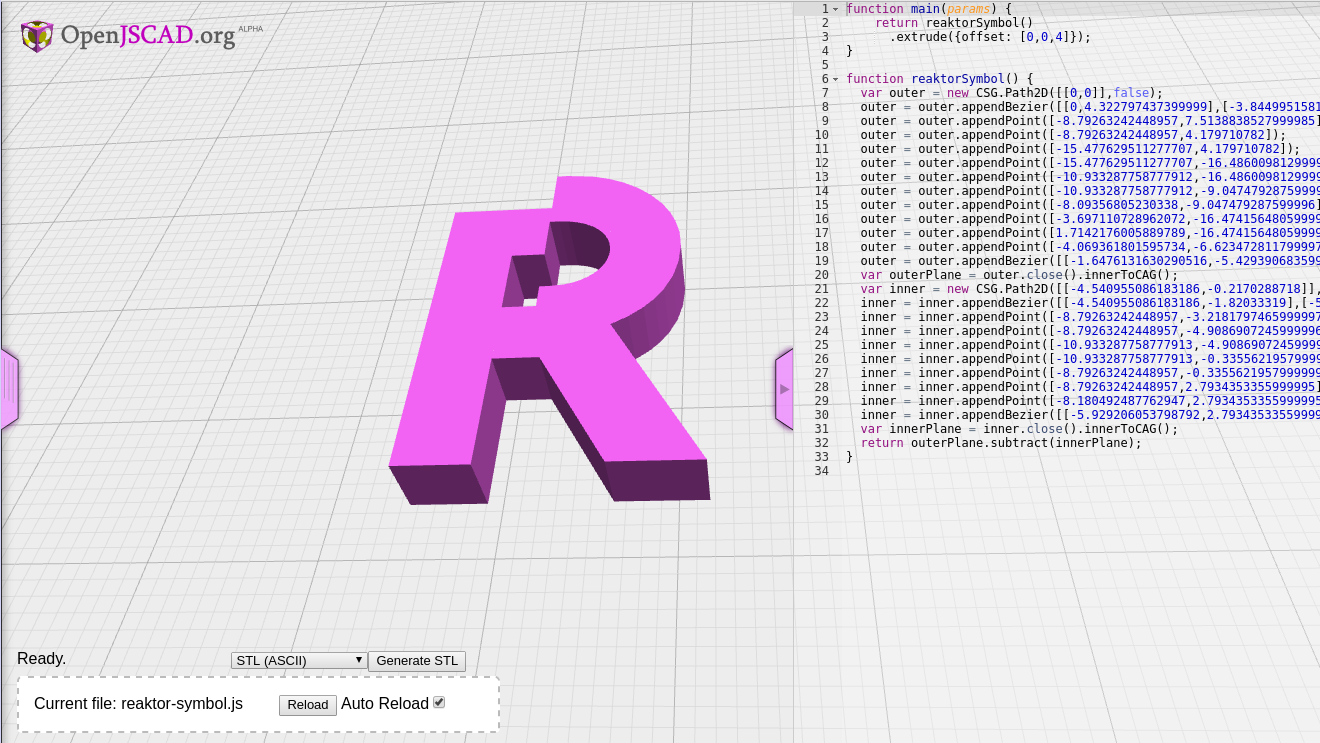 OpenJSCAD.org ALPHA
1 function main(params) {
2 return reaktorSymbol()
3 .extrude({offset: [0,0,4]});
4 }
5
6 function reaktorSymbol() {
7 var outer = new CSG.Path2D([[0,0]],false);
8 outer = outer.appendBezier([[0,4.322797437399999],[-3.8449951581
9 outer = outer.appendPoint([-8.79263242448957,7.5138838527999985]
10 outer = outer.appendPoint([-8.79263242448957,4.179710782]);
11 outer = outer.appendPoint([-15.477629511277707,4.179710782]);
12 outer = outer.appendPoint([-15.477629511277707,-16.4860098129999
13 outer = outer.appendPoint([-10.933287758777912,-16.4860098129999
14 outer = outer.appendPoint([-10.933287758777912,-9.04747928759999
15 outer = outer.appendPoint([-8.09356805230338,-9.047479287599996]
16 outer = outer.appendPoint([-3.697110728962072,-16.47415648059999
17 outer = outer.appendPoint([1.7142176005889789,-16.47415648059999
18 outer = outer.appendPoint([-4.069361801595734,-6.623472811799997
19 outer = outer.appendBezier([[-1.6476131630290516,-5.429390683599
20 var outerPlane = outer.close().innerToCAG();
21 var inner = new CSG.Path2D([[-4.540955086183186,-0.2170288718]],
22 inner = inner.appendBezier([[-4.540955086183186,-1.82033319],[-5
23 inner = inner.appendPoint([-8.79263242448957,-3.2181797465999997
24 inner = inner.appendPoint([-8.79263242448957,-4.9086907245999996
25 inner = inner.appendPoint([-10.933287758777913,-4.90869072459999
26 inner = inner.appendPoint([-10.933287758777913,-0.33556219579999
27 inner = inner.appendPoint([-8.79263242448957,-0.3355621957999999
28 inner = inner.appendPoint([-8.79263242448957,2.7934353355999995]
29 inner = inner.appendPoint([-8.180492487762947,2.7934353355999995
30 inner = inner.appendBezier([[-5.929206053798792,2.79343533559999
31 var innerPlane = inner.close().innerToCAG();
32 return outerPlane.subtract(innerPlane);
33 }
34
R
Ready.
STL (ASCII) Generate STL
Current file: reaktor-symbol.js Reload Auto Reload